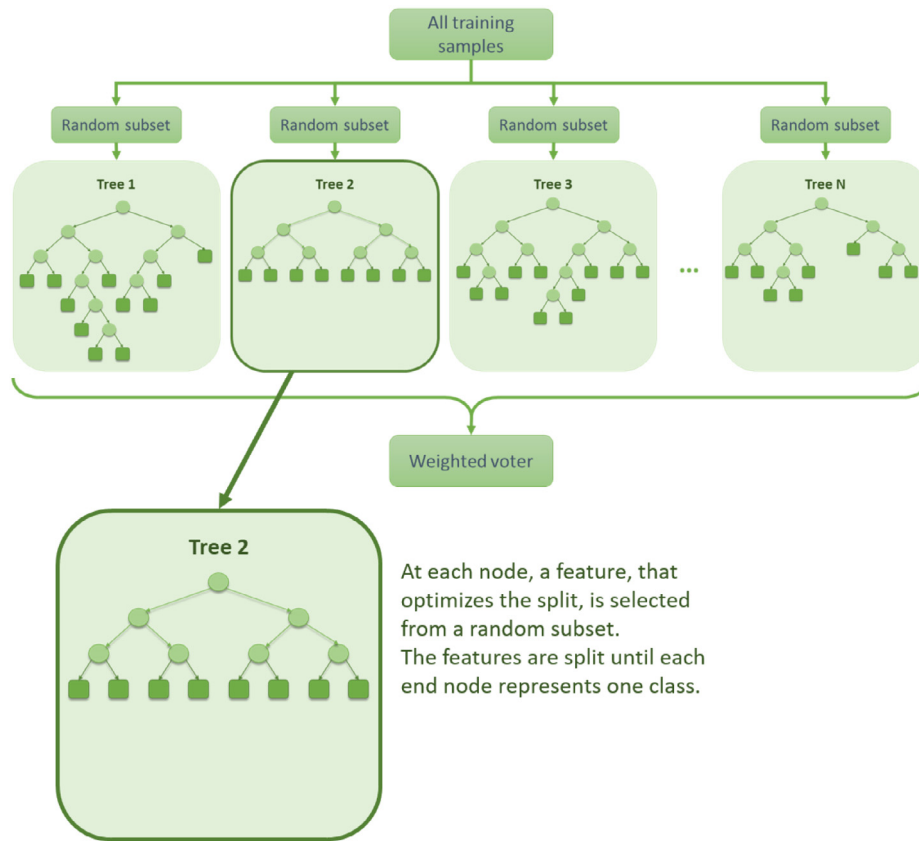 All training
samples
Random subset
Random subset
Random subset
Random subset
Tree 1
Tree 2
Tree 3
Tree N
...
Weighted voter
Tree 2
At each node, a feature, that
optimizes the split, is selected
from a random subset.
The features are split until each
end node represents one class.